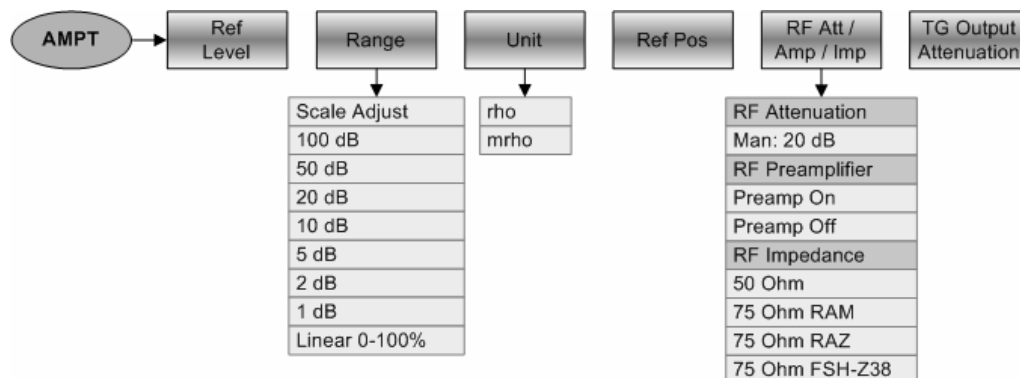 AMPT
Ref
Level
Range
Unit
Ref Pos
RF Att /
Amp / Imp
TG Output
Attenuation
Scale Adjust
100 dB
50 dB
20 dB
10 dB
5 dB
2 dB
1 dB
Linear 0-100%
rho
mrho
RF Attenuation
Man: 20 dB
RF Preamplifier
Preamp On
Preamp Off
RF Impedance
50 Ohm
75 Ohm RAM
75 Ohm RAZ
75 Ohm FSH-Z38